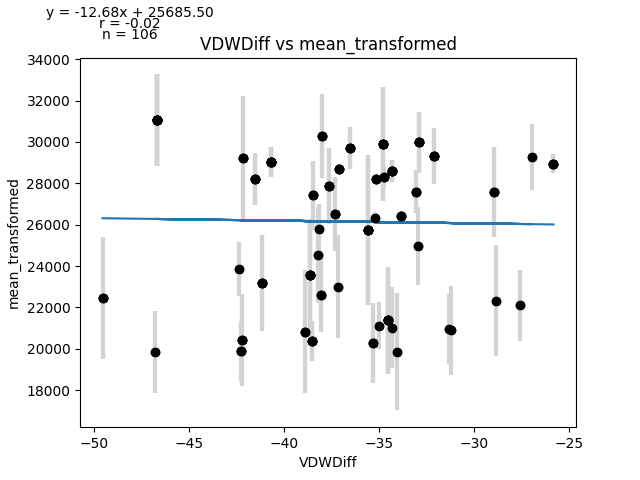 y = -12.68x + 25685.50
r = -0.02
n = 106
VDWDiff vs mean_transformed
34000
32000
30000
28000
26000
24000
22000
20000
18000
mean_transformed
−50
−45
−40
−35
−30
−25
VDWDiff